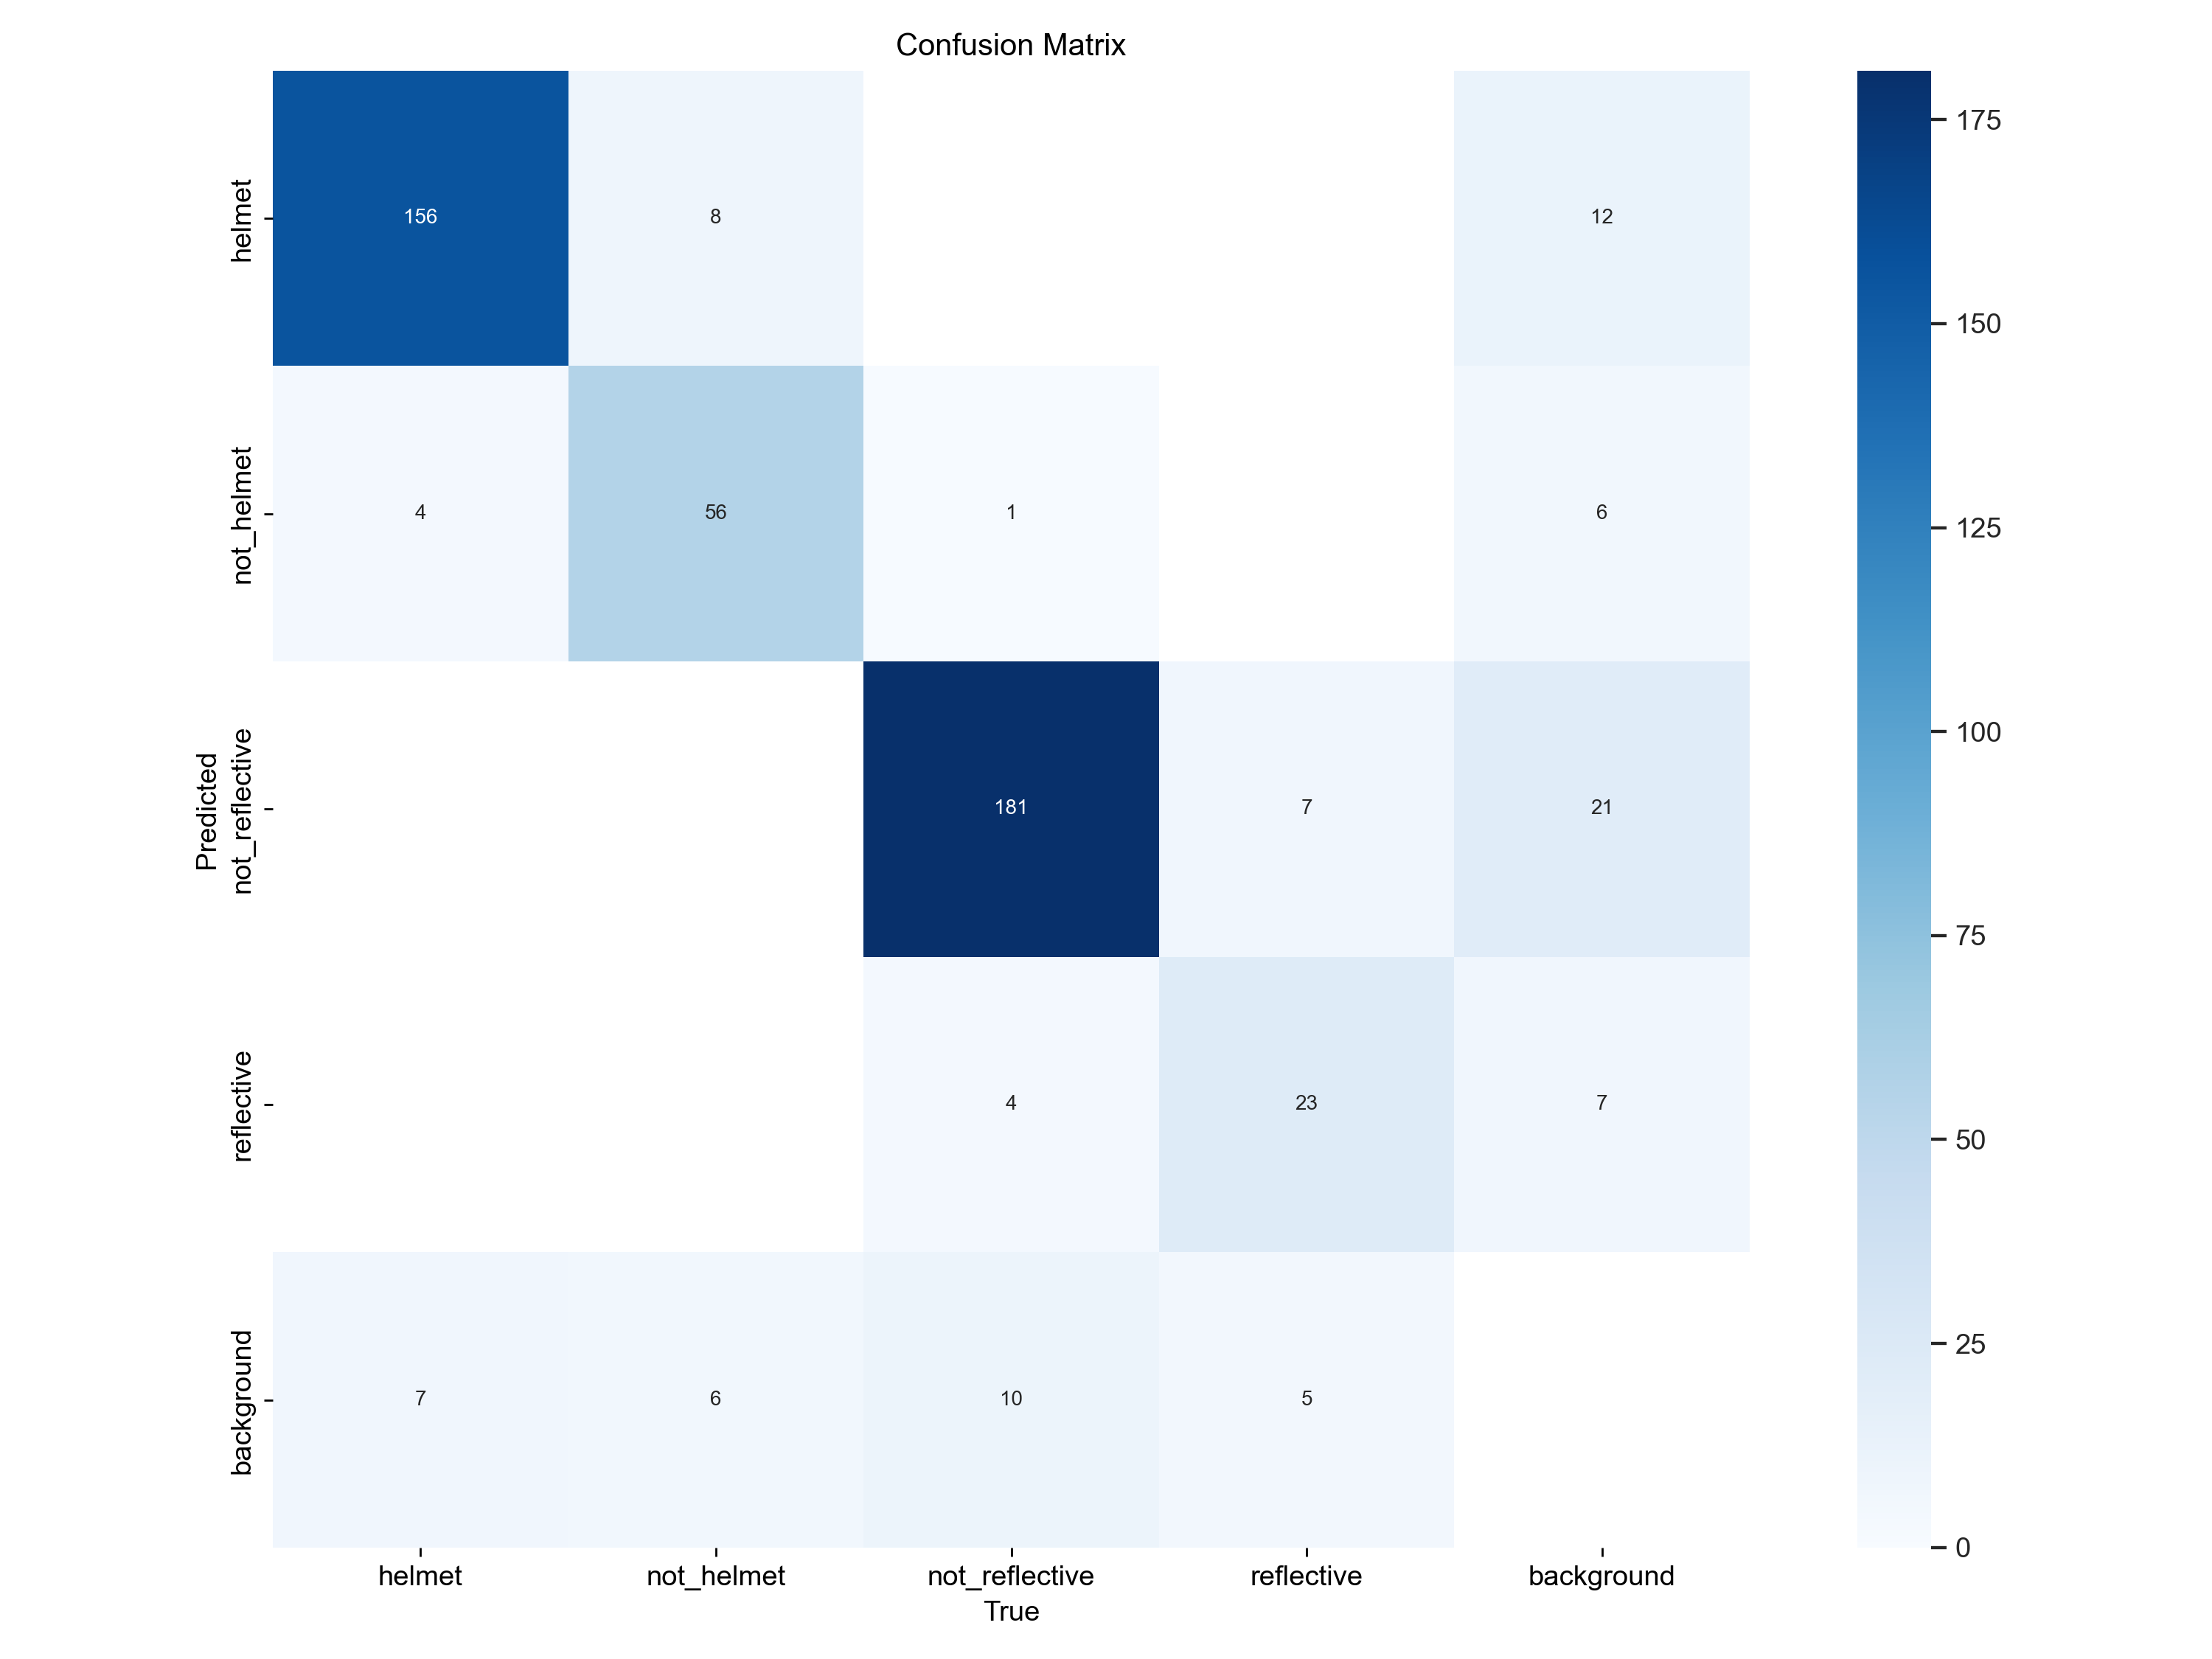 Confusion Matrix
helmet
156
8
12
175
150
not_helmet
4
56
1
6
125
Predicted
not_reflective
181
7
21
100
75
reflective
4
23
7
50
25
background
7
6
10
5
0
helmet
not_helmet
not_reflective
reflective
background
True